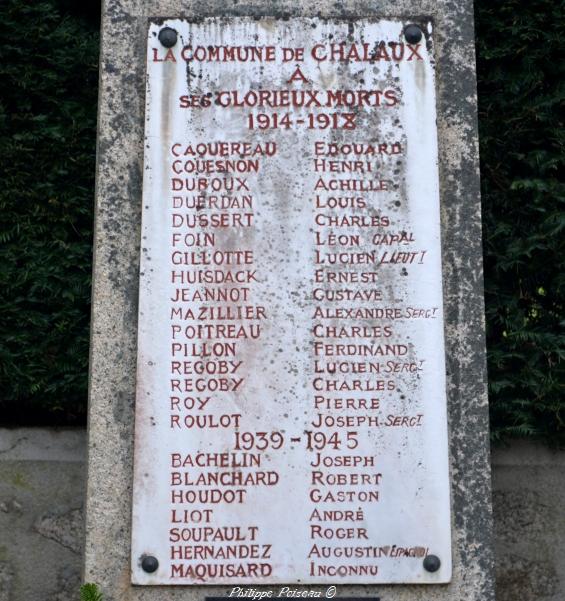 LA COMMUNE DE CHALAUX
À
SES GLORIEUX MORTS
1914-1918
CAQUEREAU EDOUARD
COUESNON HENRI
DUBOUX ACHILLE
DUERDAN LOUIS
DUSSERT CHARLES
FOIN LÉON CAPAL
GILLOTTE LUCIEN LIEUT!
HUISDACK ERNEST
JEANNOT GUSTAVE
MAZILLIER ALEXANDRE SERGT
POITREAU CHARLES
PILLON FERDINAND
REGOBY LUCIEN SERGT
REGOBY CHARLES
ROY PIERRE
ROULOT JOSEPH SERGT
1939-1945
BACHELIN JOSEPH
BLANCHARD ROBERT
HOUDOT GASTON
LIOT ANDRÉ
SOUPAULT ROGER
HERNANDEZ AUGUSTIN ESPAGNOL
MAQUISARD INCONNU
© Philippe Poiseau ®